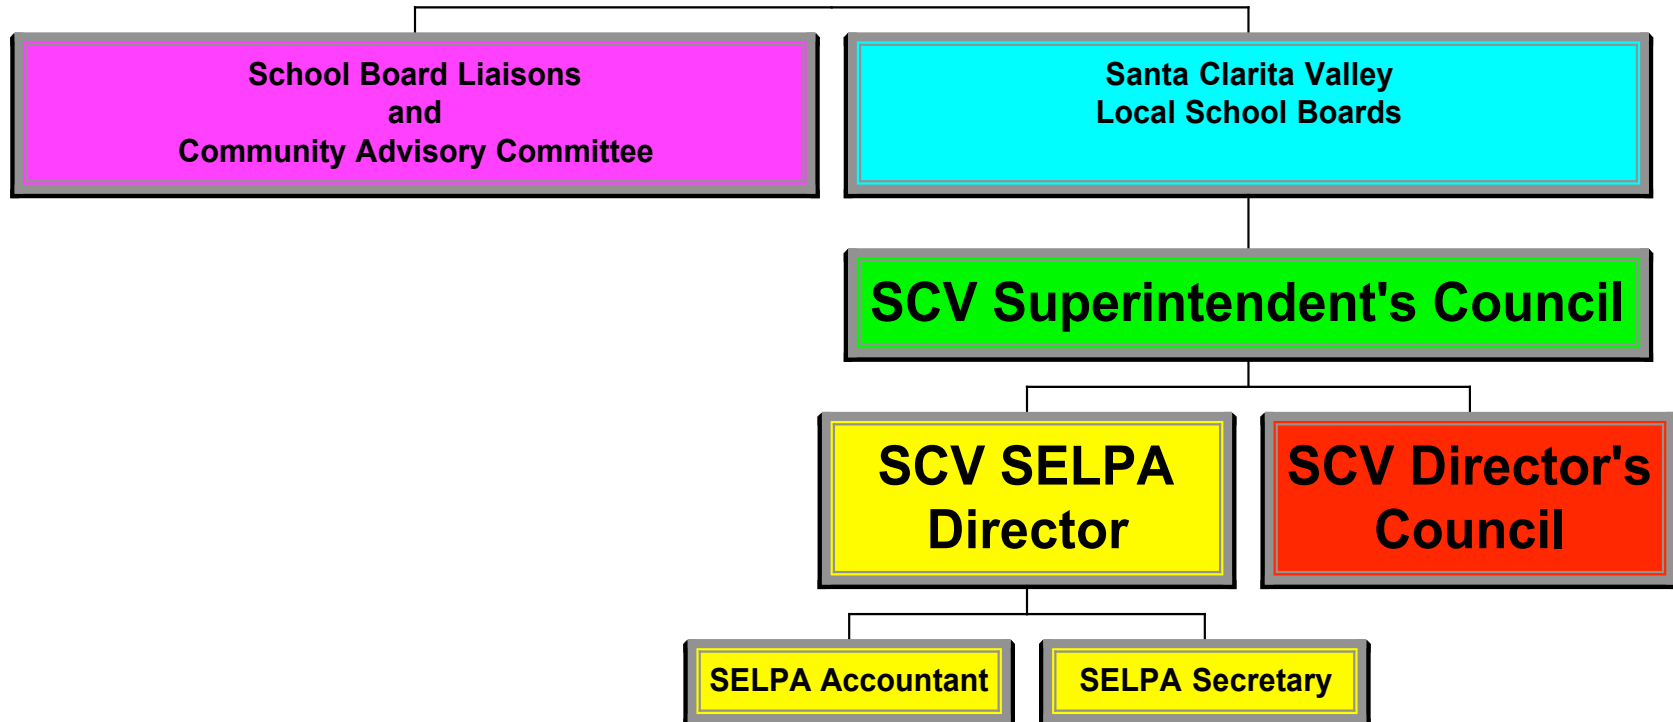 School Board Liaisons
and
Community Advisory Committee
Santa Clarita Valley
Local School Boards
SCV Superintendent's Council
SCV SELPA
Director
SCV Director's
Council
SELPA Accountant
SELPA Secretary